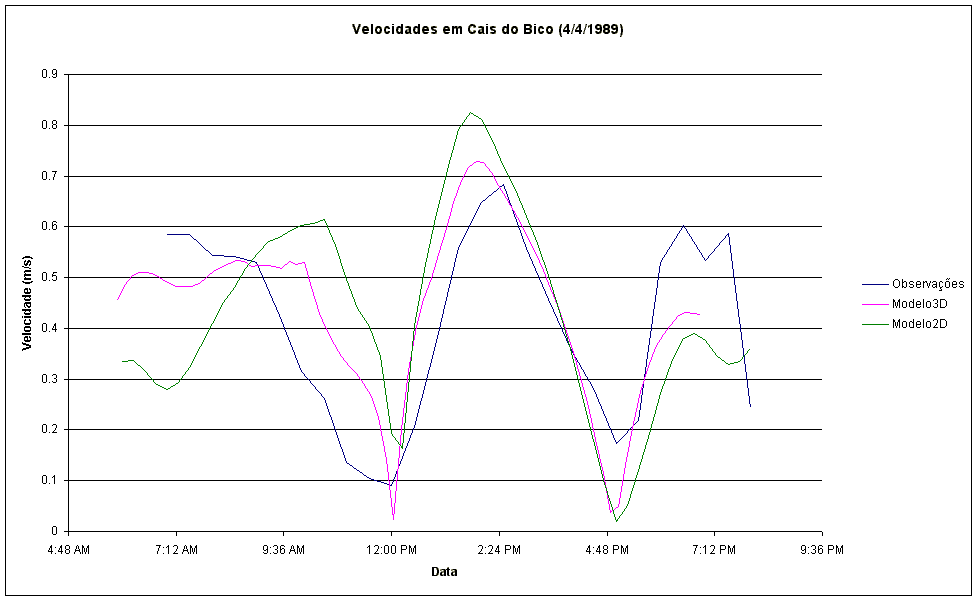 Velocidades em Cais do Bico (4/4/1989)
0.9
0.8
0.7
0.6
0.5
0.4
0.3
0.2
0.1
0
Velocidade (m/s)
4:48 AM 7:12 AM 9:36 AM 12:00 PM 2:24 PM 4:48 PM 7:12 PM 9:36 PM
Data
Observações
Modelo3D
Modelo2D